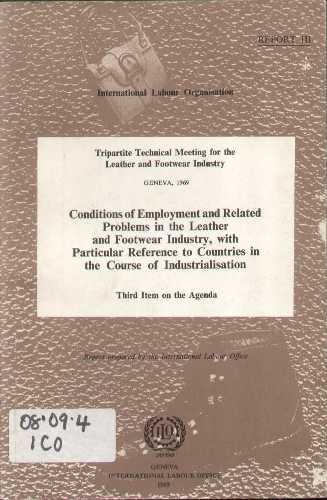 REPORT III
International Labour Organisation
Tripartite Technical Meeting for the
Leather and Footwear Industry
GENEVA, 1969
Conditions of Employment and Related
Problems in the Leather
and Footwear Industry, with
Particular Reference to Countries in
the Course of Industrialisation
Third Item on the Agenda
Report prepared by the International Labour Office
08·09·4
ICO
ILO
GENEVA
INTERNATIONAL LABOUR OFFICE
1969